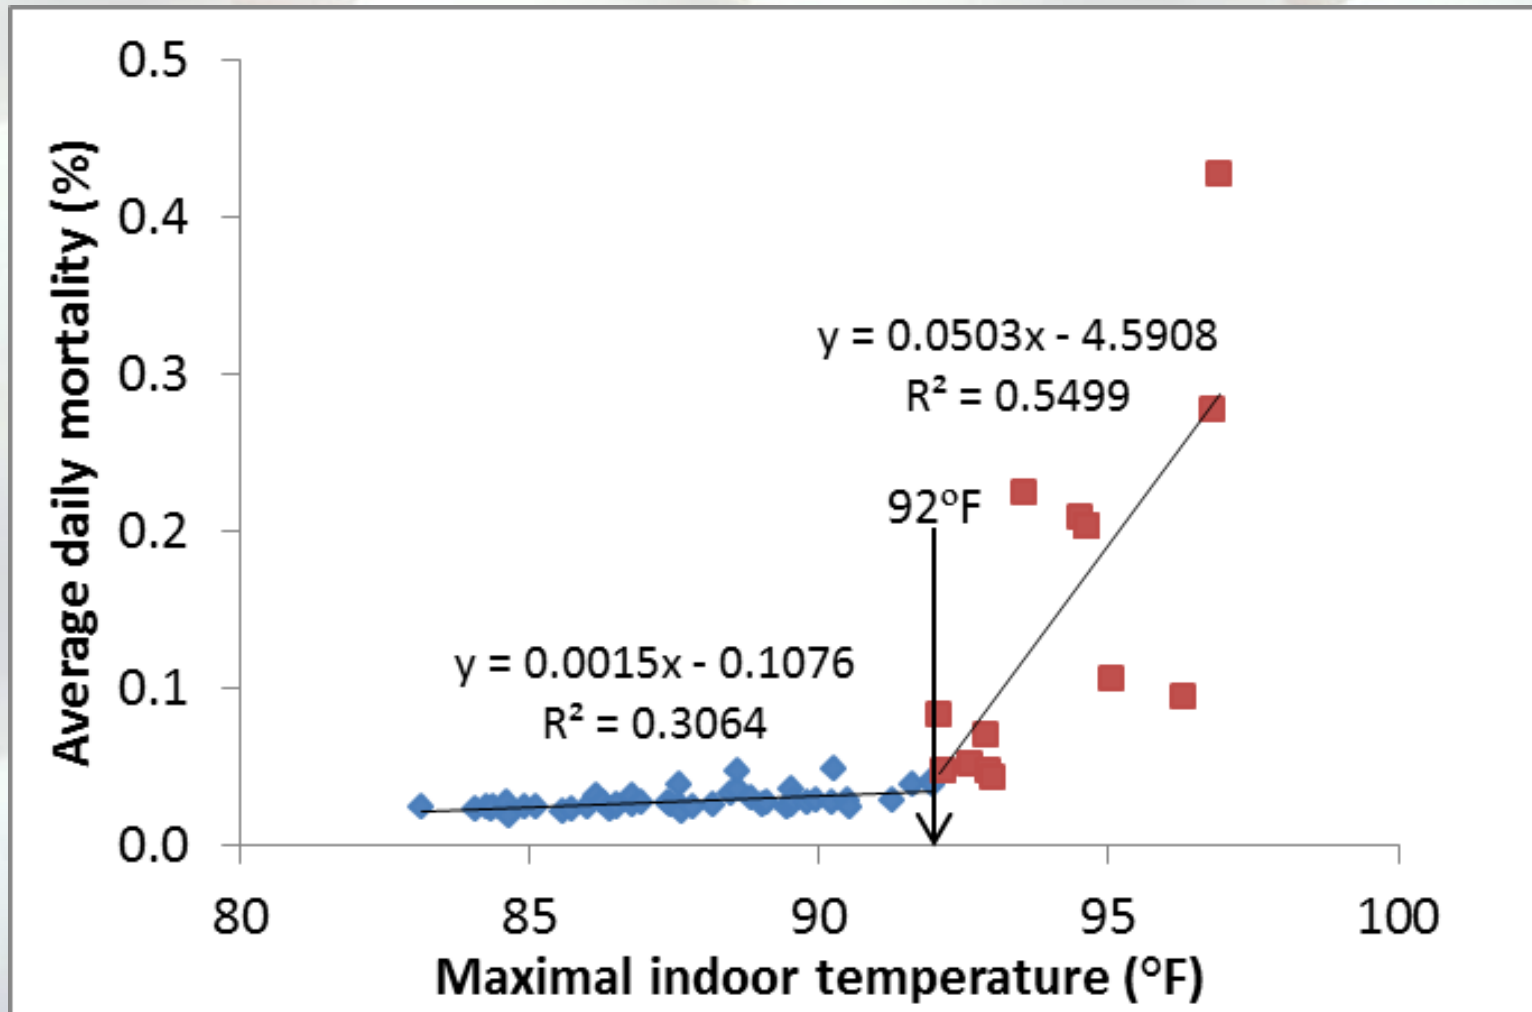 0.5
0.4
0.3
0.2
0.1
0.0
Average daily mortality (%)
y = 0.0503x - 4.5908
R² = 0.5499
92°F
y = 0.0015x - 0.1076
R² = 0.3064
80 85 90 95 100
Maximal indoor temperature (°F)